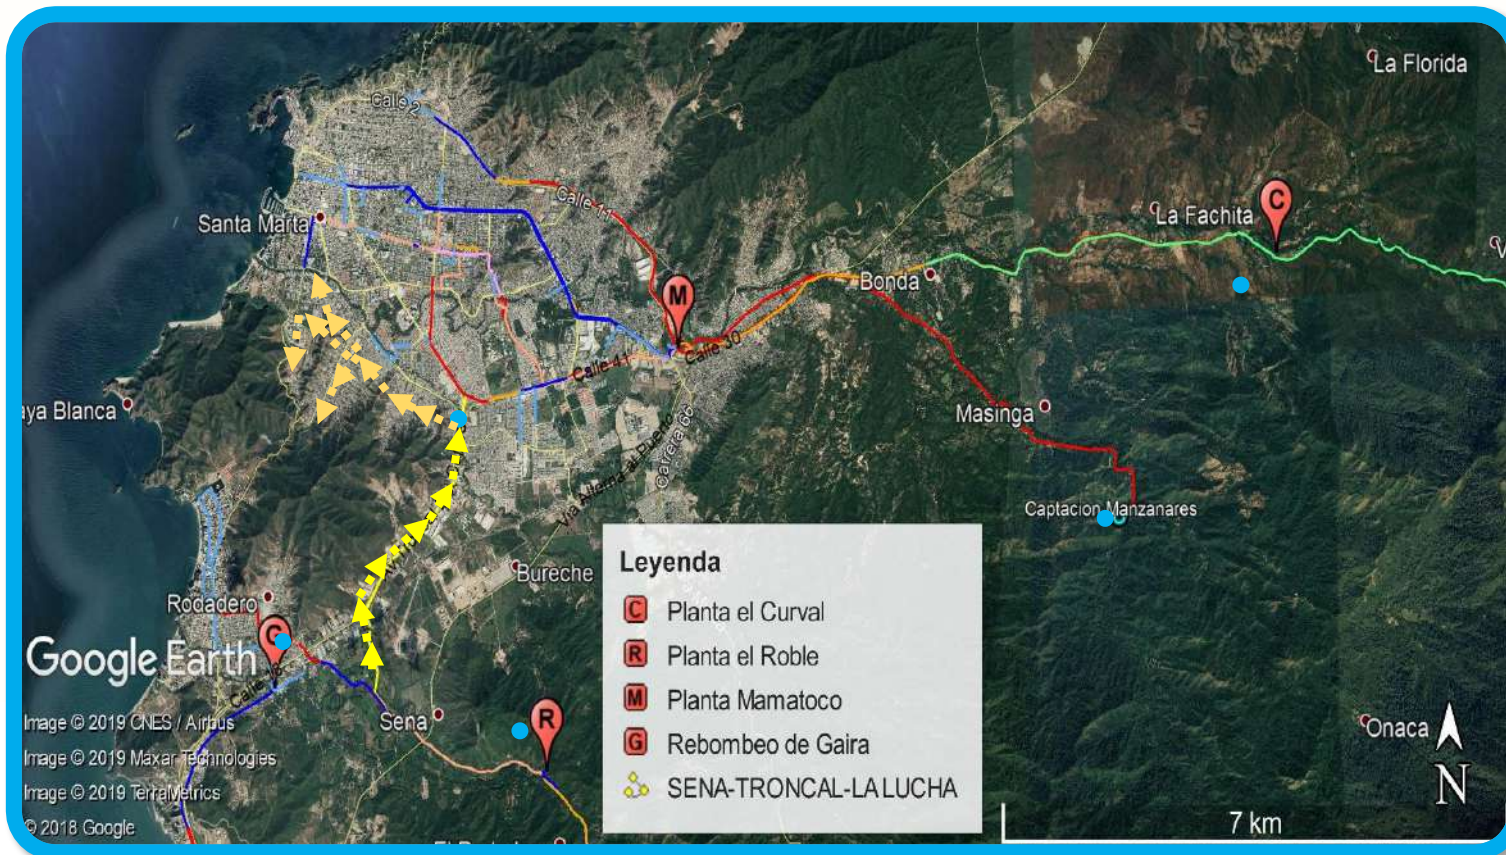 La Florida
Calle 2
Calle 11
C
La Fachita
Santa Marta
Bonda
M
Calle 30
Calle 41
aya Blanca
Masinga
Carrera 66
Via Alterna al Puerto
Captacion Manzanares
Bureche
Rodadero
G
Google Earth
Calle 18
Sena
R
Image © 2019 CNES / Airbus
Image © 2019 Maxar Technologies
Image © 2019 TerraMetrics
© 2018 Google
Leyenda
C Planta el Curval
R Planta el Roble
M Planta Mamatoco
G Rebombeo de Gaira
SENA-TRONCAL-LA LUCHA
Onaca
N
7 km